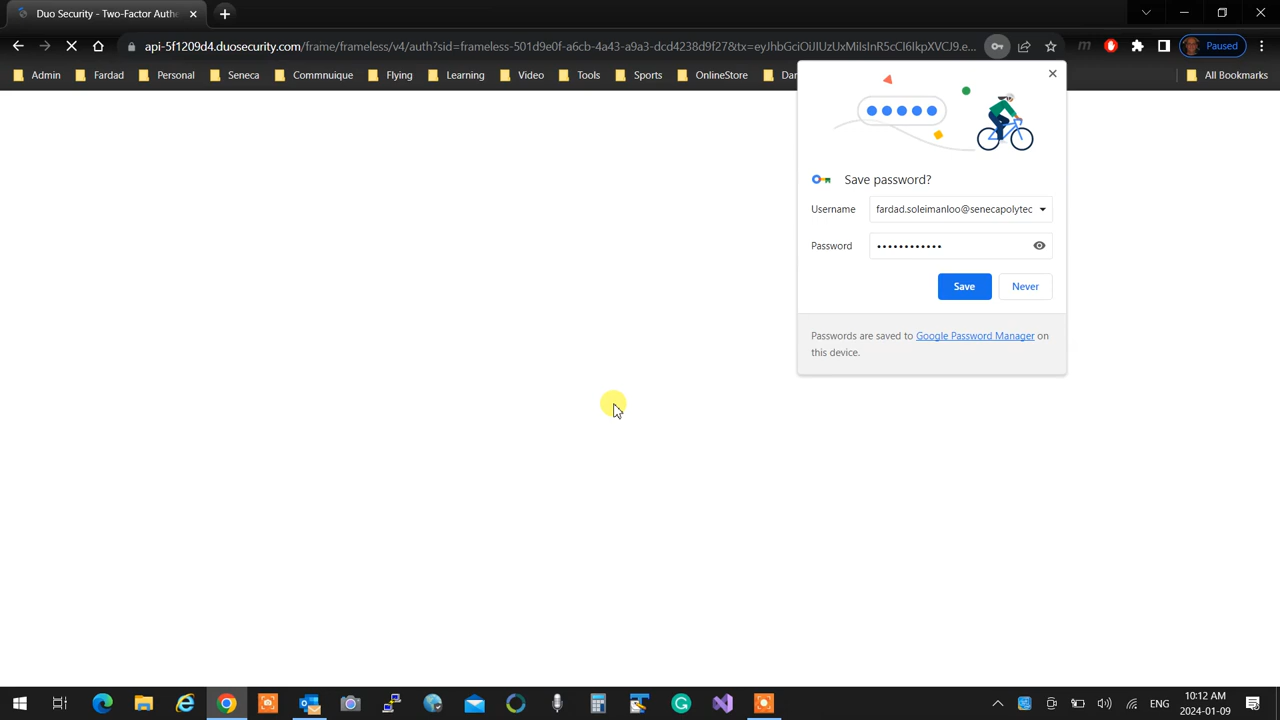 Duo Security - Two-Factor Auth
api-5f1209d4.duosecurity.com/frame/frameless/v4/auth?sid=frameless-501d9e0f-a6cb-4a43-a9a3-dcd4238d9f27&tx=eyJhbGciOiJIUzUxMiIsInR5cCI6IkpXVCJ9.e...
Paused
Admin
Fardad
Personal
Seneca
Commnuique
Flying
Learning
Video
Tools
Sports
OnlineStore
Dar
All Bookmarks
Save password?
Username
fardad.soleimanloo@senecapolytec
Password
••••••••••••
Save
Never
Passwords are saved to Google Password Manager on
this device.
ENG
10:12 AM
2024-01-09